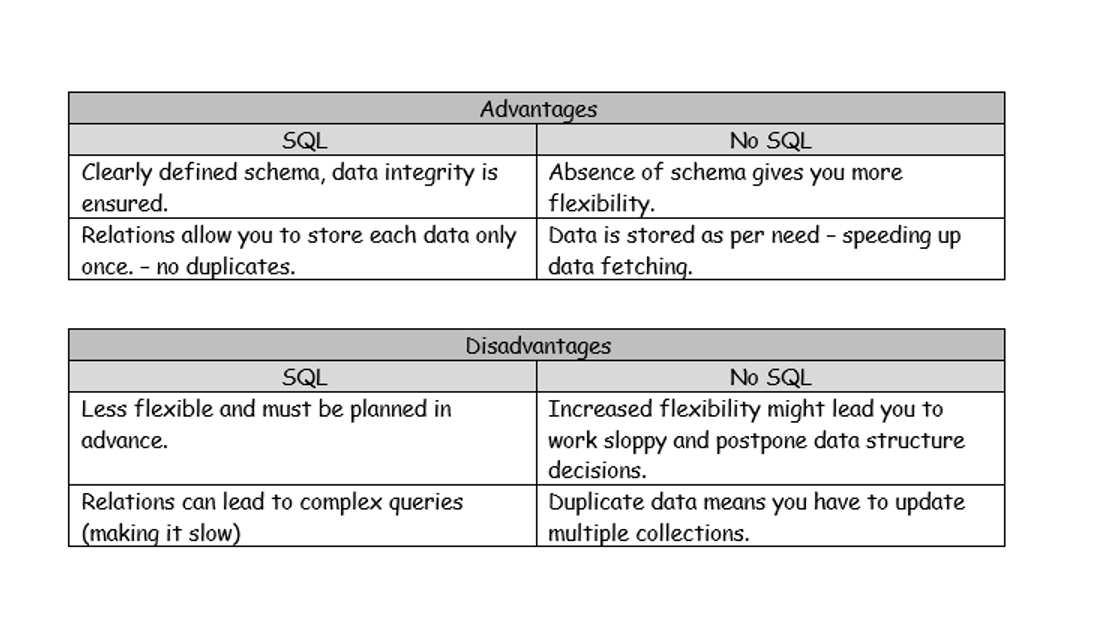 Advantages
SQL
No SQL
Clearly defined schema, data integrity is
ensured.
Absence of schema gives you more
flexibility.
Relations allow you to store each data only
once. – no duplicates.
Data is stored as per need – speeding up
data fetching.
Disadvantages
SQL
No SQL
Less flexible and must be planned in
advance.
Increased flexibility might lead you to
work sloppy and postpone data structure
decisions.
Relations can lead to complex queries
(making it slow)
Duplicate data means you have to update
multiple collections.